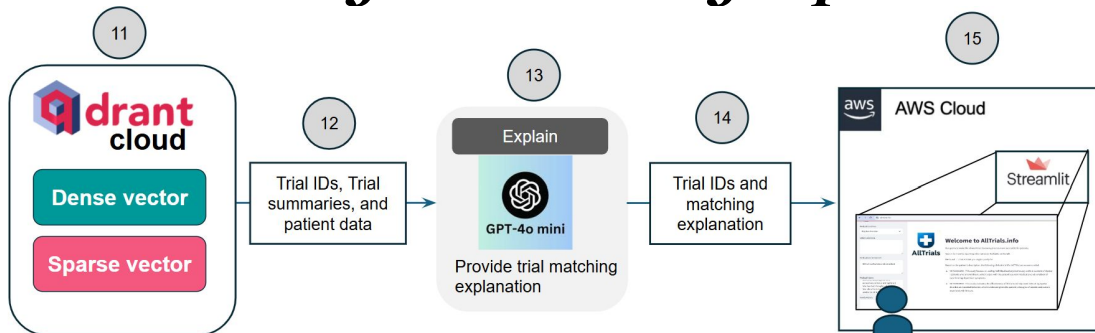 11
12
13
14
15
qdrant
cloud
Dense vector
Sparse vector
Trial IDs, Trial
summaries, and
patient data
Explain
GPT-4o mini
Provide trial matching
explanation
Trial IDs and
matching
explanation
aws
AWS Cloud
Streamlit
AllTrials
Welcome to AllTrials.info